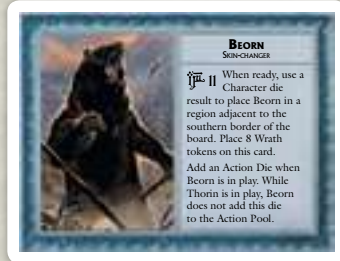 BEORN
SKIN-CHANGER
11 When ready, use a
Character die
result to place Beorn in a
region adjacent to the
southern border of the
board. Place 8 Wrath
tokens on this card.
Add an Action Die when
Beorn is in play. While
Thorin is in play, Beorn
does not add this die
to the Action Pool.